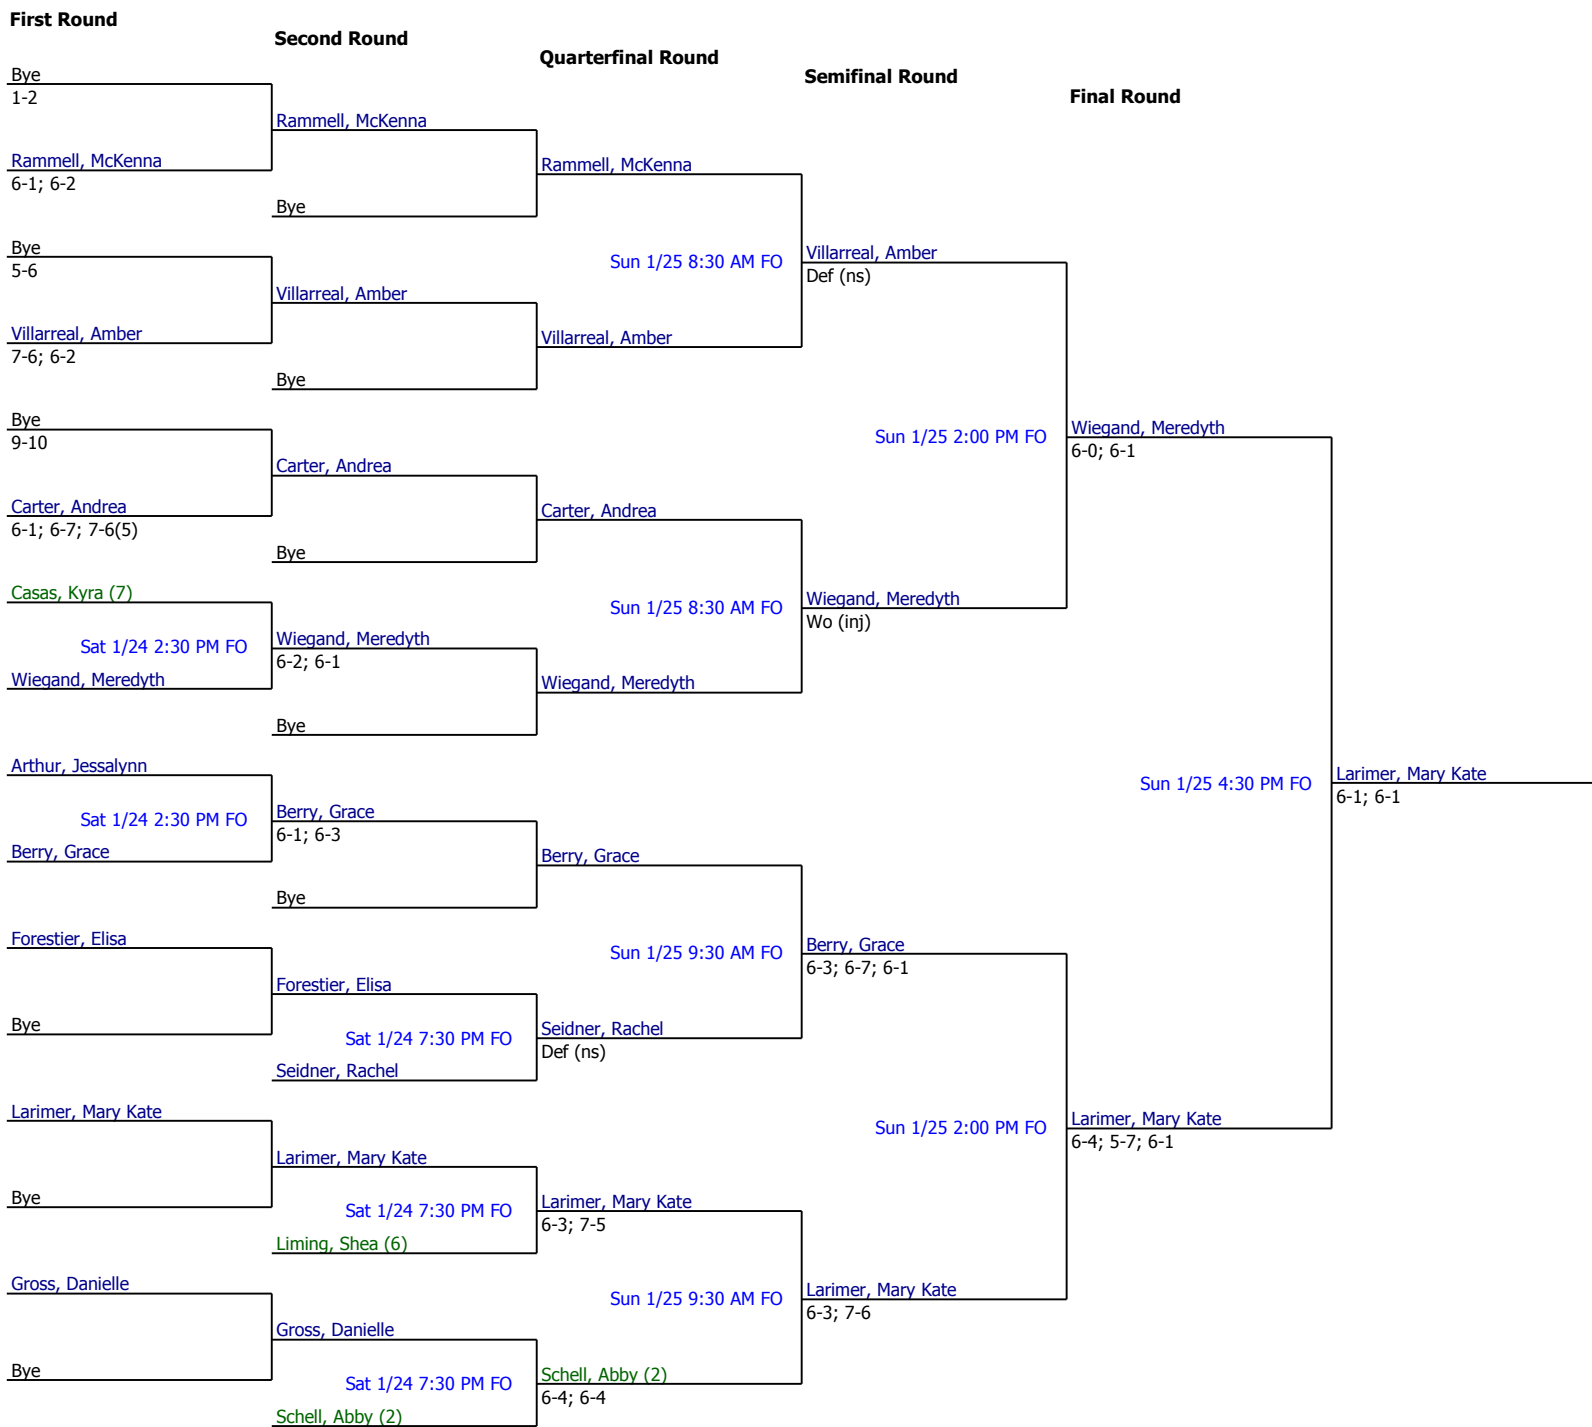 First Round
Second Round
Quarterfinal Round
Semifinal Round
Final Round
Bye
1-2
Rammell, McKenna
Rammell, McKenna
6-1; 6-2
Rammell, McKenna
Bye
Bye
5-6
Villarreal, Amber
Sun 1/25 8:30 AM FO
Def (ns)
Villarreal, Amber
Villarreal, Amber
7-6; 6-2
Villarreal, Amber
Bye
Bye
9-10
Wiegand, Meredyth
Sun 1/25 2:00 PM FO
6-0; 6-1
Carter, Andrea
Carter, Andrea
6-1; 6-7; 7-6(5)
Carter, Andrea
Bye
Casas, Kyra (7)
Wiegand, Meredyth
Sun 1/25 8:30 AM FO
Wo (inj)
Wiegand, Meredyth
Sat 1/24 2:30 PM FO
6-2; 6-1
Wiegand, Meredyth
Wiegand, Meredyth
Bye
Arthur, Jessalynn
Larimer, Mary Kate
Sun 1/25 4:30 PM FO
6-1; 6-1
Berry, Grace
Sat 1/24 2:30 PM FO
6-1; 6-3
Berry, Grace
Berry, Grace
Bye
Forestier, Elisa
Berry, Grace
Sun 1/25 9:30 AM FO
6-3; 6-7; 6-1
Forestier, Elisa
Bye
Seidner, Rachel
Sat 1/24 7:30 PM FO
Def (ns)
Seidner, Rachel
Larimer, Mary Kate
Larimer, Mary Kate
Sun 1/25 2:00 PM FO
6-4; 5-7; 6-1
Larimer, Mary Kate
Bye
Larimer, Mary Kate
Sat 1/24 7:30 PM FO
6-3; 7-5
Liming, Shea (6)
Gross, Danielle
Larimer, Mary Kate
Sun 1/25 9:30 AM FO
6-3; 7-6
Gross, Danielle
Bye
Schell, Abby (2)
Sat 1/24 7:30 PM FO
6-4; 6-4
Schell, Abby (2)